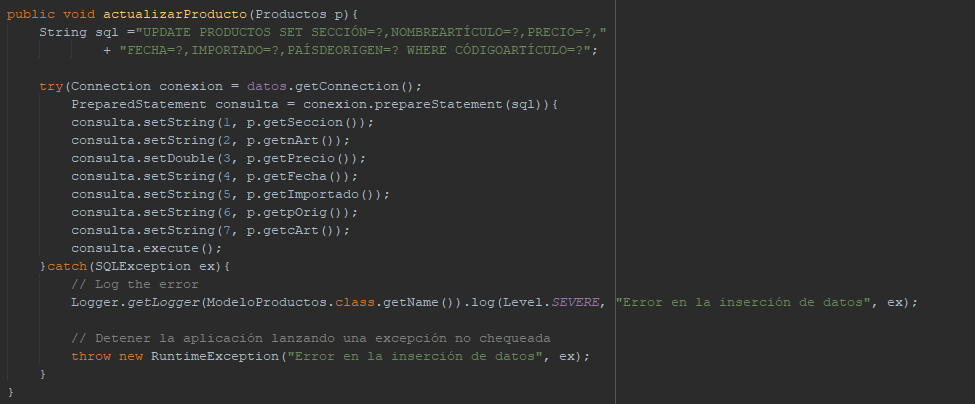 public void actualizarProducto(Productos p){
    String sql ="UPDATE PRODUCTOS SET SECCIÓN=?,NOMBREARTÍCULO=?,PRECIO=?,"
            + "FECHA=?,IMPORTADO=?,PAÍSDEORIGEN=? WHERE CÓDIGOARTÍCULO=?";

    try(Connection conexion = datos.getConnection();
        PreparedStatement consulta = conexion.prepareStatement(sql)){
        consulta.setString(1, p.getSeccion());
        consulta.setString(2, p.getnArt());
        consulta.setDouble(3, p.getPrecio());
        consulta.setString(4, p.getFecha());
        consulta.setString(5, p.getImportado());
        consulta.setString(6, p.getpOrig());
        consulta.setString(7, p.getcArt());
        consulta.execute();
    }catch(SQLException ex){
        // Log the error
        Logger.getLogger(ModeloProductos.class.getName()).log(Level.SEVERE, "Error en la inserción de datos", ex);

        // Detener la aplicación lanzando una excepción no chequeada
        throw new RuntimeException("Error en la inserción de datos", ex);
    }
}